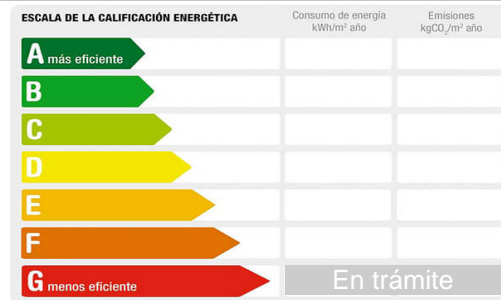 ESCALA DE LA CALIFICACIÓN ENERGÉTICA
Consumo de energía
kWh/m² año
Emisiones
kgCO₂/m² año
A más eficiente
B
C
D
E
F
G menos eficiente
En trámite